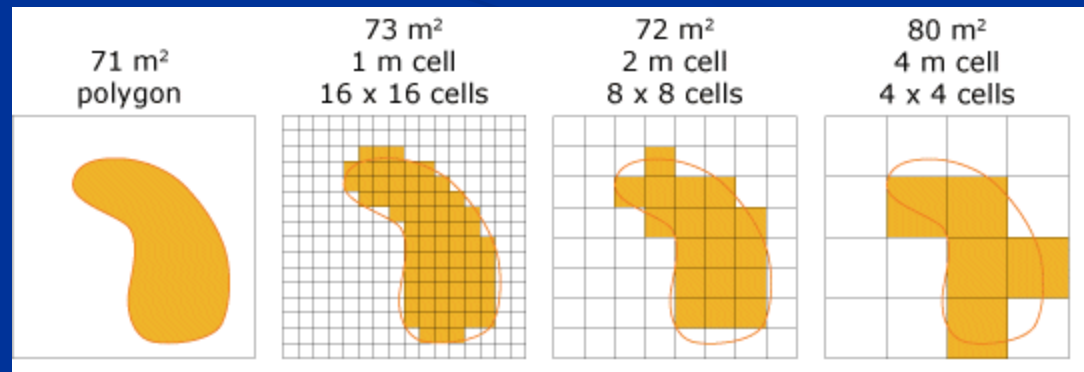 71 m²
polygon
73 m²
1 m cell
16 x 16 cells
72 m²
2 m cell
8 x 8 cells
80 m²
4 m cell
4 x 4 cells